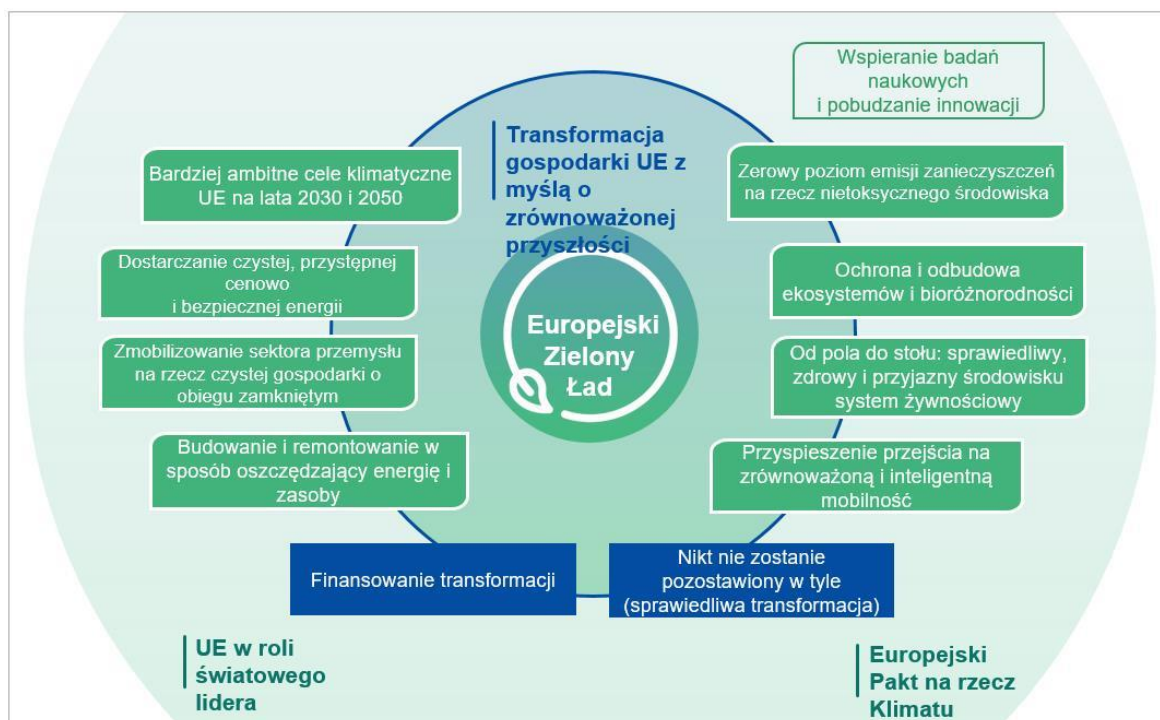 Wspieranie badań
naukowych
i pobudzanie innowacji
Transformacja
gospodarki UE z
myślą o
zrównoważonej
przyszłości
Bardziej ambitne cele klimatyczne
UE na lata 2030 i 2050
Zerowy poziom emisji zanieczyszczeń
na rzecz nietoksycznego środowiska
Dostarczanie czystej, przystępnej
cenowo
i bezpiecznej energii
Ochrona i odbudowa
ekosystemów i bioróżnorodności
Europejski
Zielony
Ład
Zmobilizowanie sektora przemysłu
na rzecz czystej gospodarki o
obiegu zamkniętym
Od pola do stołu: sprawiedliwy,
zdrowy i przyjazny środowisku
system żywnościowy
Budowanie i remontowanie w
sposób oszczędzający energię i
zasoby
Przyspieszenie przejścia na
zrównoważoną i inteligentną
mobilność
Finansowanie transformacji
Nikt nie zostanie
pozostawiony w tyle
(sprawiedliwa transformacja)
UE w roli
światowego
lidera
Europejski
Pakt na rzecz
Klimatu